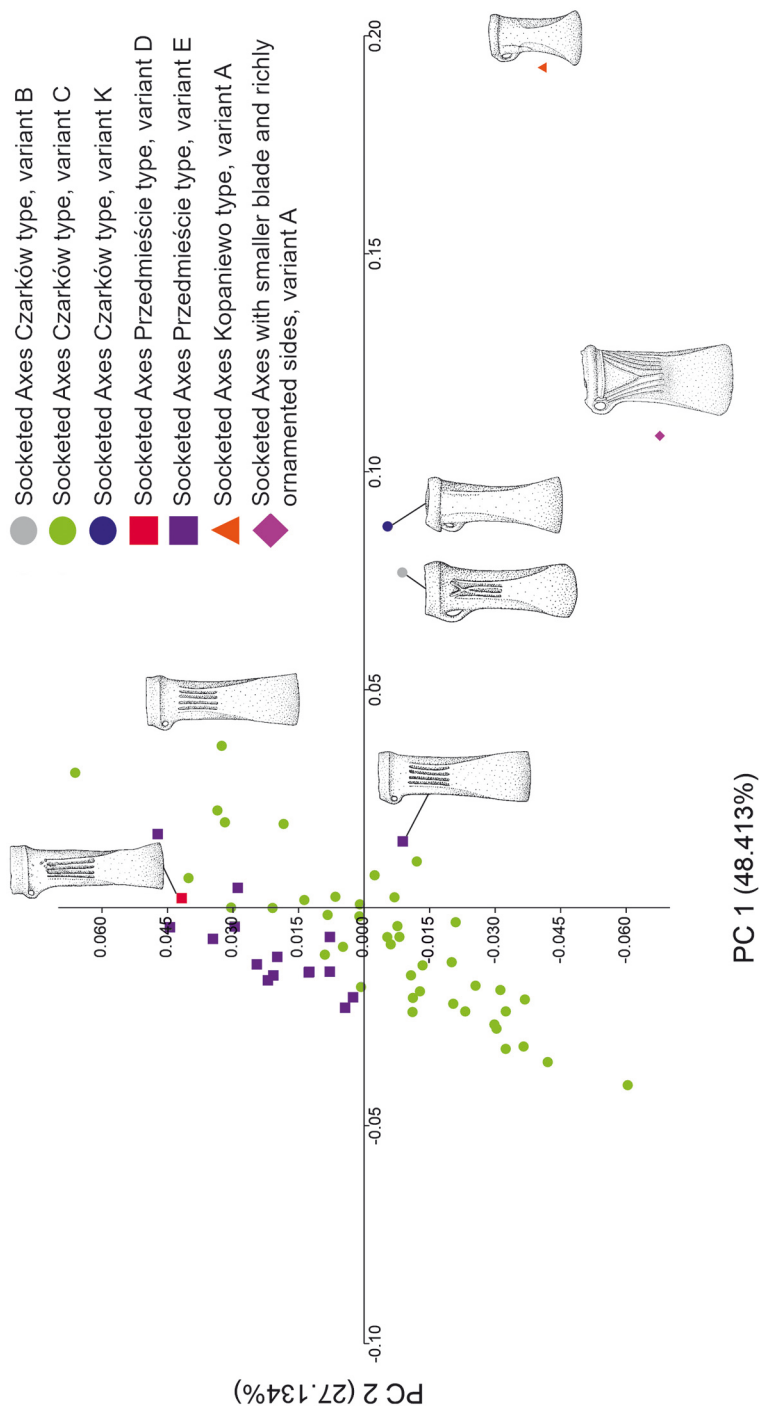 Socketed Axes Czarków type, variant B
Socketed Axes Czarków type, variant C
Socketed Axes Czarków type, variant K
Socketed Axes Przedmieście type, variant D
Socketed Axes Przedmieście type, variant E
Socketed Axes Kopaniewo type, variant A
Socketed Axes with smaller blade and richly
ornamented sides, variant A
PC 2 (27.134%)
0.060
0.045
0.030
0.015
0.000
-0.015
-0.030
-0.045
-0.060
-0.10
-0.05
0.05
0.10
0.15
0.20
PC 1 (48.413%)